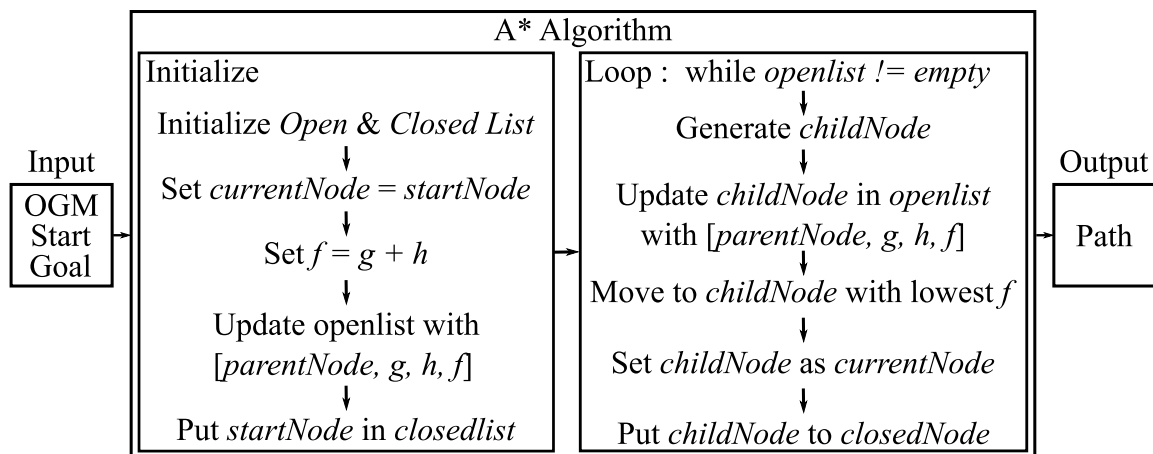 A* Algorithm
Input
OGM
Start
Goal
Initialize
Initialize Open & Closed List
Set currentNode = startNode
Set f = g + h
Update openlist with
[parentNode, g, h, f]
Put startNode in closedlist
Loop : while openlist != empty
Generate childNode
Update childNode in openlist
with [parentNode, g, h, f]
Move to childNode with lowest f
Set childNode as currentNode
Put childNode to closedNode
Output
Path